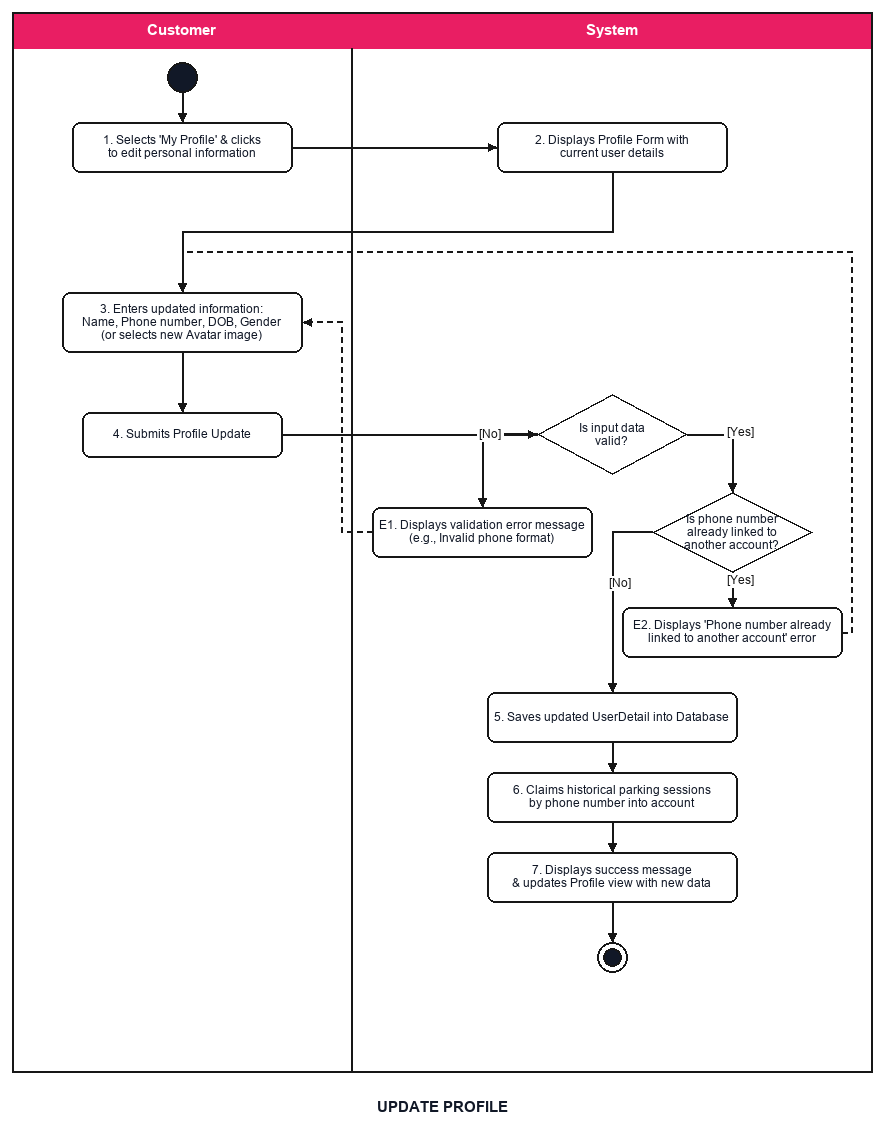 Customer
System
1. Selects 'My Profile' & clicks
to edit personal information
2. Displays Profile Form with
current user details
3. Enters updated information:
Name, Phone number, DOB, Gender
(or selects new Avatar image)
4. Submits Profile Update
[No]
Is input data
valid?
[Yes]
E1. Displays validation error message
(e.g., Invalid phone format)
Is phone number
already linked to
another account?
[No]
[Yes]
E2. Displays 'Phone number already
linked to another account' error
5. Saves updated UserDetail into Database
6. Claims historical parking sessions
by phone number into account
7. Displays success message
& updates Profile view with new data
UPDATE PROFILE